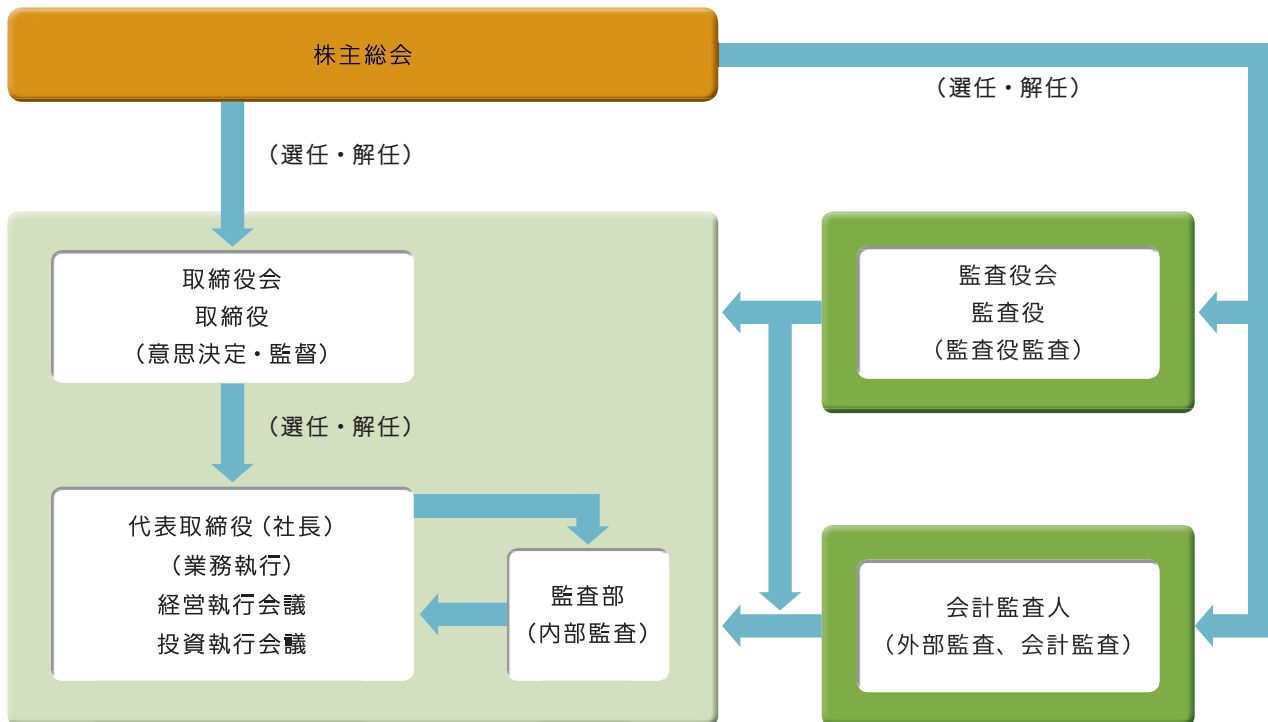 株主総会
（選任・解任）
（選任・解任）
取締役会
取締役
（意思決定・監督）
監査役会
監査役
（監査役監査）
（選任・解任）
代表取締役（社長）
（業務執行）
経営執行会議
投資執行会議
監査部
（内部監査）
会計監査人
（外部監査、会計監査）